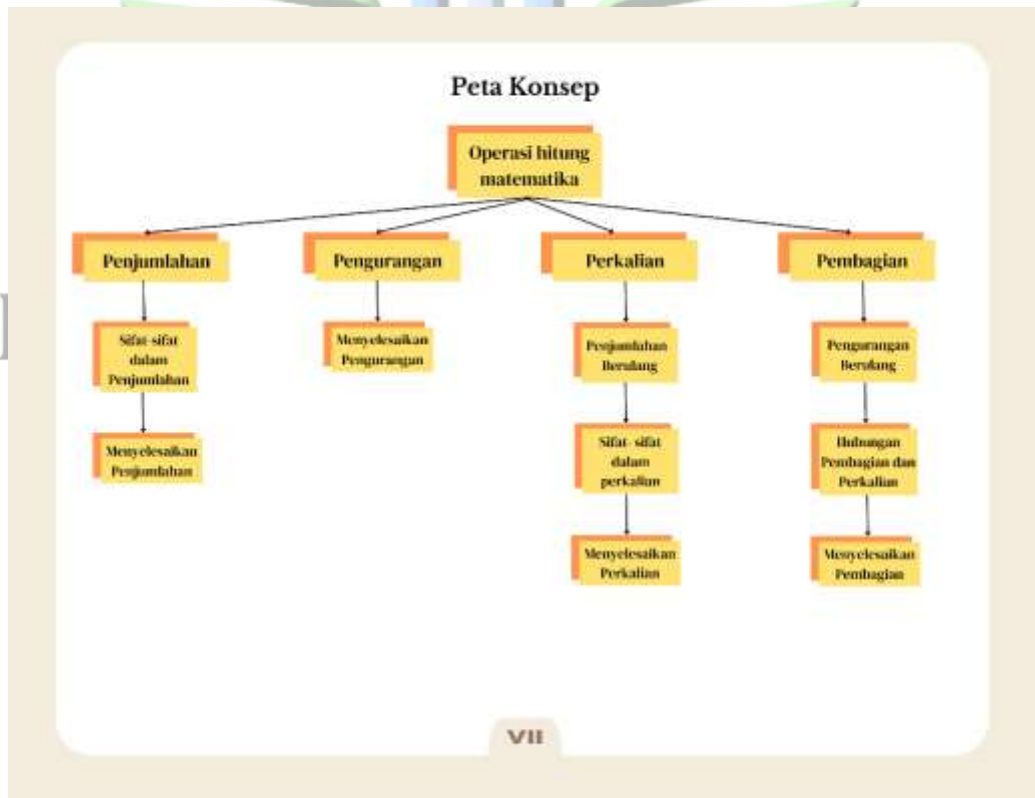 Peta Konsep
Operasi hitung
matematika
Penjumlahan
Pengurangan
Perkalian
Pembagian
Sifat-sifat
dalam
Penjumlahan
Menyelesaikan
Pengurangan
Penjumlahan
Berulang
Pengurangan
Berulang
Menyelesaikan
Penjumlahan
Sifat- sifat
dalam
perkalian
Hubungan
Pembagian dan
Perkalian
Menyelesaikan
Perkalian
Menyelesaikan
Pembagian
VII